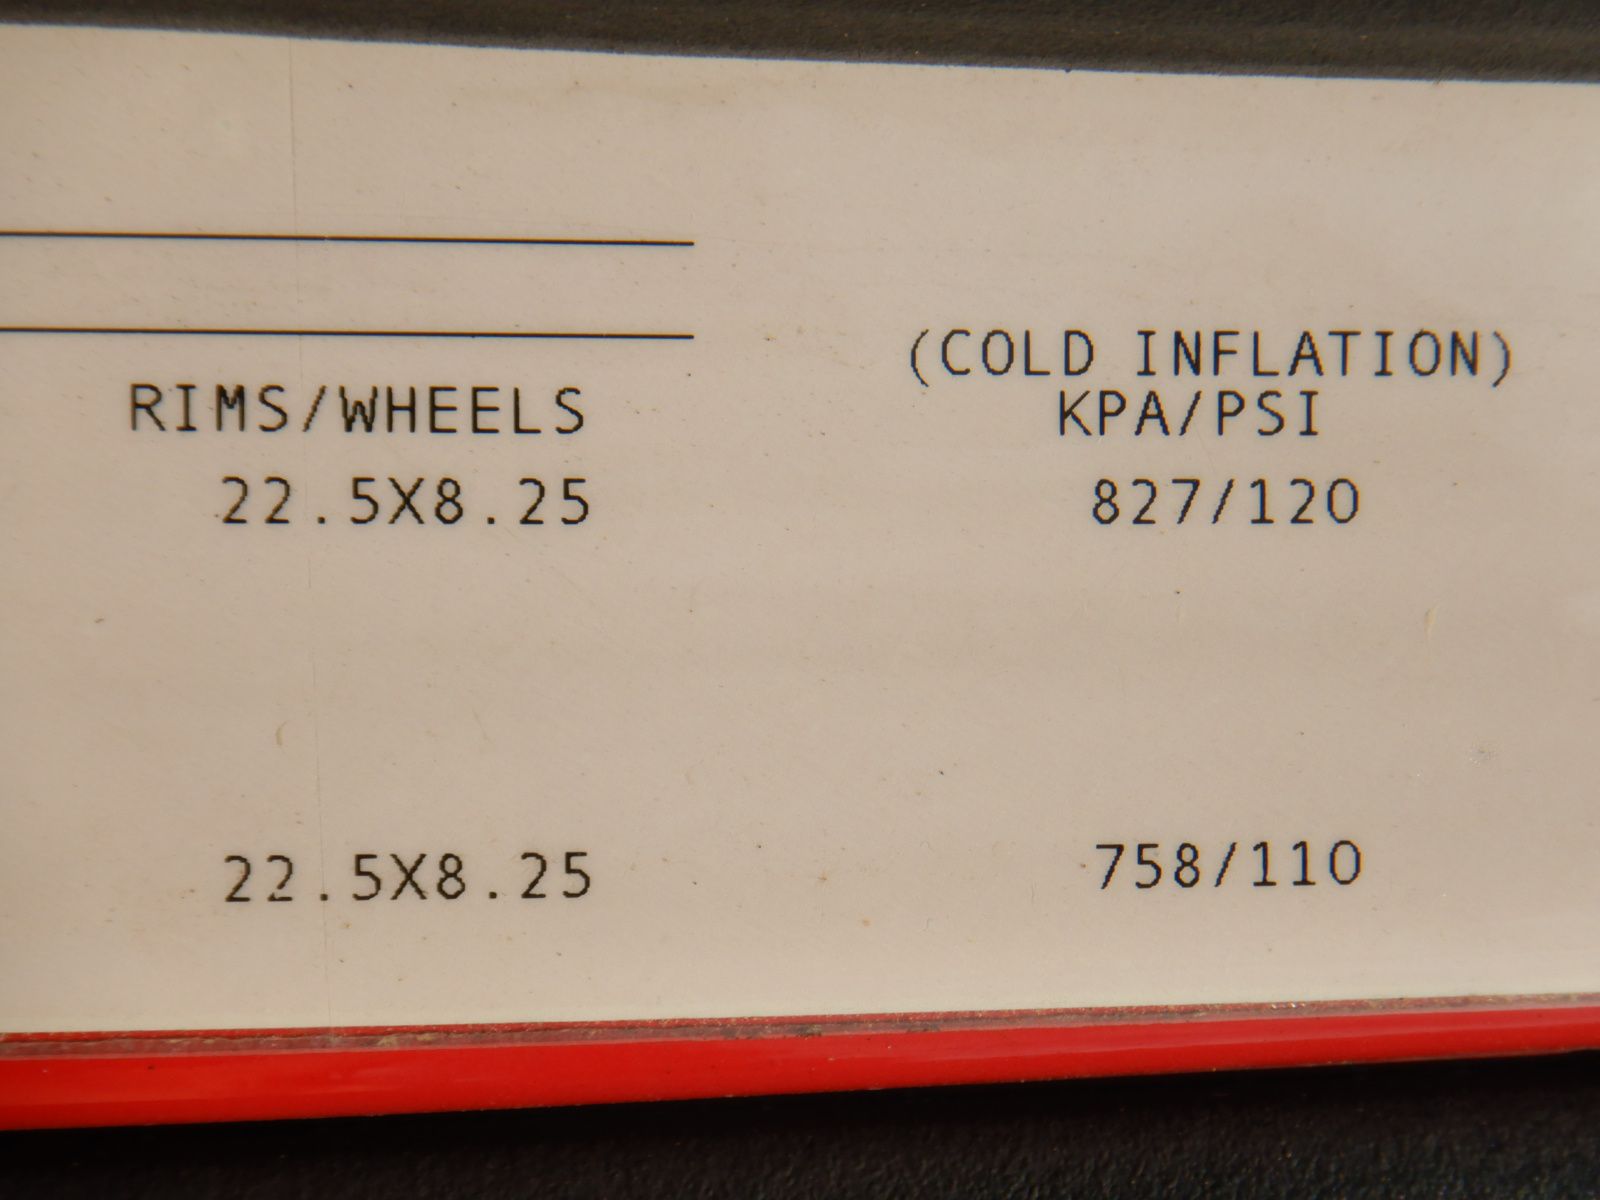 (COLD INFLATION)
RIMS/WHEELS KPA/PSI
22.5X8.25 827/120
22.5X8.25 758/110